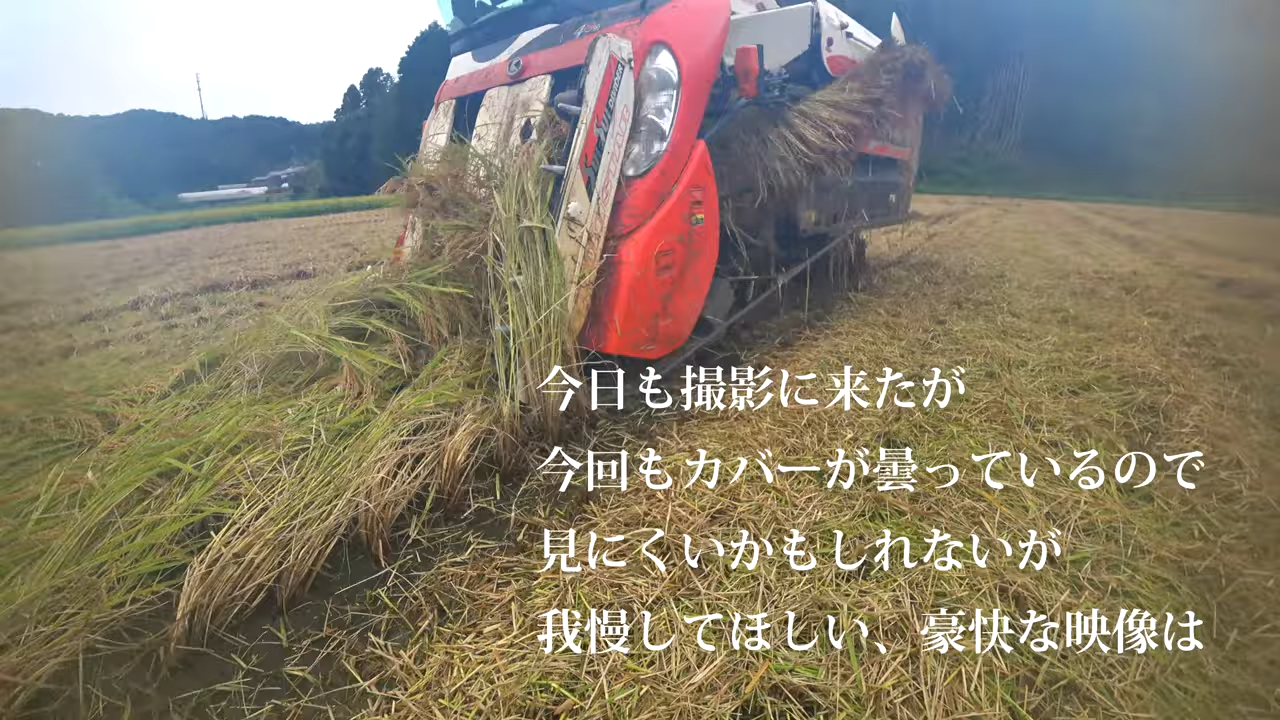 今日も撮影に来たが
今回もカバーが曇っているので
見にくいかもしれないが
我慢してほしい、豪快な映像は